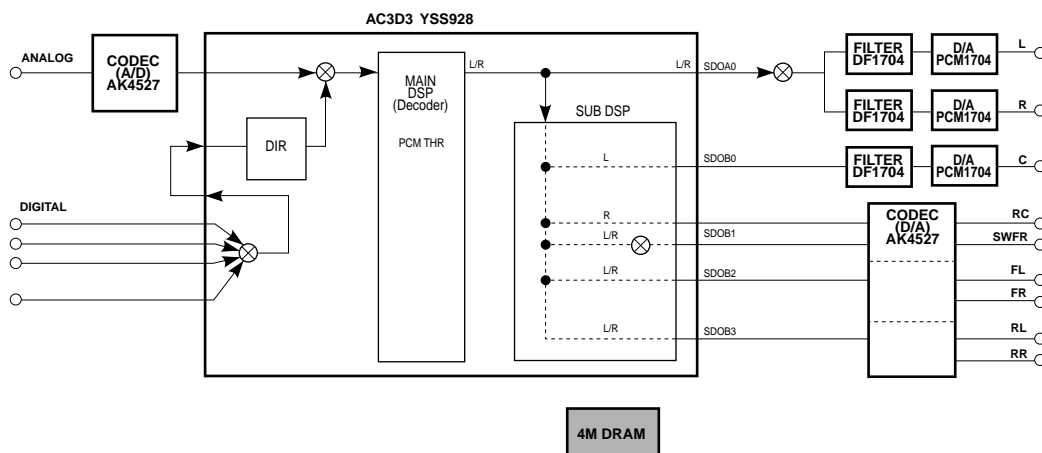 AC3D3 YSS928
ANALOG
CODEC
(A/D)
AK4527
MAIN
DSP
(Decoder)
PCM THR
L/R
L/R
SDOA0
FILTER
DF1704
D/A
PCM1704
L
FILTER
DF1704
D/A
PCM1704
R
DIR
SUB DSP
L
SDOB0
FILTER
DF1704
D/A
PCM1704
C
DIGITAL
R
L/R
SDOB1
CODEC
(D/A)
AK4527
RC
SWFR
L/R
SDOB2
FL
FR
L/R
SDOB3
RL
RR
4M DRAM